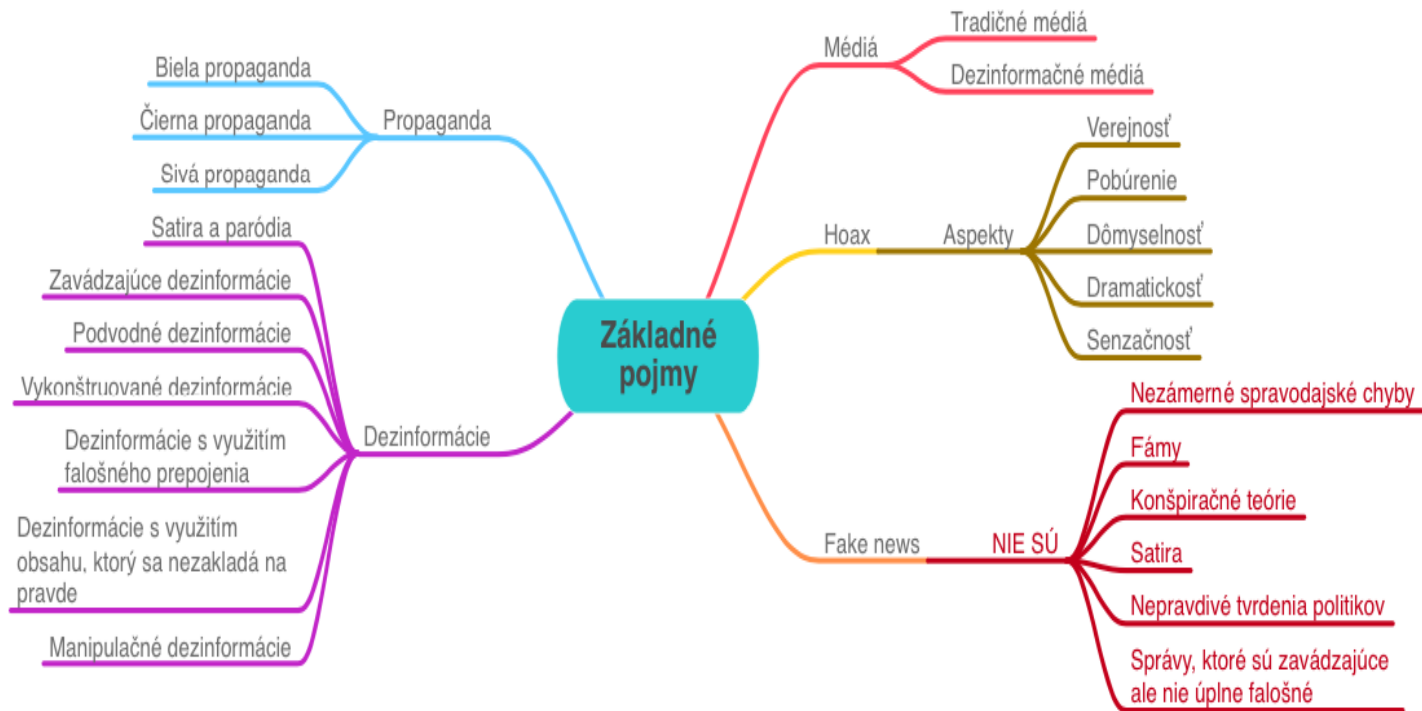 Základné
pojmy
Propaganda
Biela propaganda
Čierna propaganda
Sivá propaganda
Dezinformácie
Satira a paródia
Zavádzajúce dezinformácie
Podvodné dezinformácie
Vykonštruované dezinformácie
Dezinformácie s využitím
falošného prepojenia
Dezinformácie s využitím
obsahu, ktorý sa nezakladá na
pravde
Manipulačné dezinformácie
Médiá
Tradičné médiá
Dezinformačné médiá
Hoax
Aspekty
Verejnosť
Pobúrenie
Dômyselnosť
Dramatickosť
Senzačnosť
Fake news
NIE SÚ
Nezámerné spravodajské chyby
Fámy
Konšpiračné teórie
Satira
Nepravdivé tvrdenia politikov
Správy, ktoré sú zavádzajúce
ale nie úplne falošné